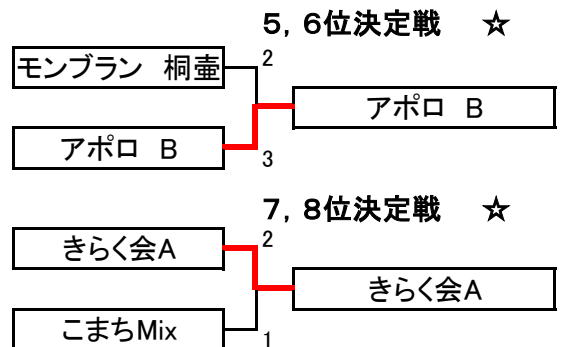 5，6位決定戦　☆
モンブラン　桐壷
2
アポロ　B
アポロ　B
3
7，8位決定戦　☆
きらく会A
2
きらく会A
こまちMix
1